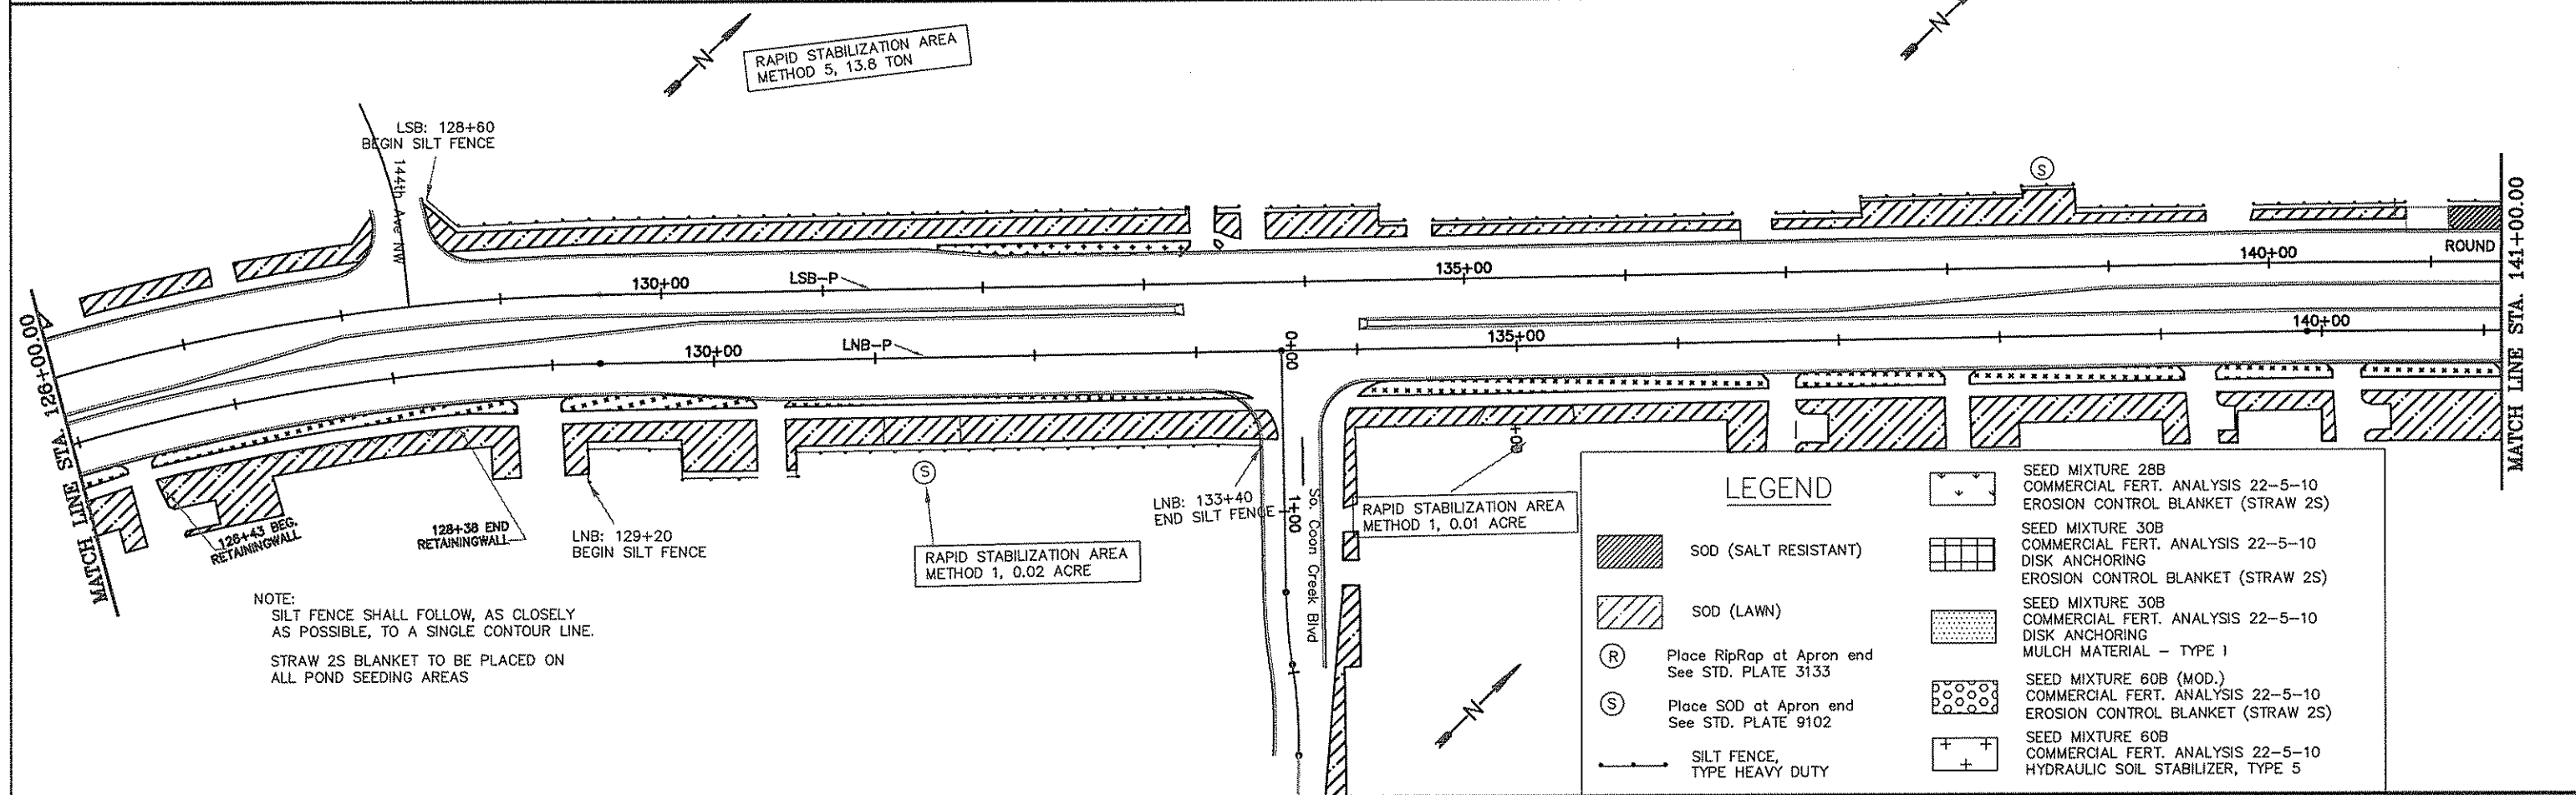 N
RAPID STABILIZATION AREA
METHOD 5, 13.8 TON
N
LSB: 128+60
BEGIN SILT FENCE
144th Ave NW
S
130+00
LSB-P
135+00
140+00
ROUND
MATCH LINE STA. 126+00.00
130+00
LNB-P
0+00
135+00
140+00
MATCH LINE STA. 141+00.00
126+43 BEG.
RETAININGWALL
128+38 END
RETAININGWALL
LNB: 129+20
BEGIN SILT FENCE
S
RAPID STABILIZATION AREA
METHOD 1, 0.02 ACRE
LNB: 133+40
END SILT FENCE
1+00
So. Coon Creek Blvd
RAPID STABILIZATION AREA
METHOD 1, 0.01 ACRE
NOTE:
SILT FENCE SHALL FOLLOW, AS CLOSELY
AS POSSIBLE, TO A SINGLE CONTOUR LINE.
STRAW 2S BLANKET TO BE PLACED ON
ALL POND SEEDING AREAS
N
LEGEND
SOD (SALT RESISTANT)
SOD (LAWN)
R
Place RipRap at Apron end
See STD. PLATE 3133
S
Place SOD at Apron end
See STD. PLATE 9102
SILT FENCE,
TYPE HEAVY DUTY
SEED MIXTURE 28B
COMMERCIAL FERT. ANALYSIS 22-5-10
EROSION CONTROL BLANKET (STRAW 2S)
SEED MIXTURE 30B
COMMERCIAL FERT. ANALYSIS 22-5-10
DISK ANCHORING
EROSION CONTROL BLANKET (STRAW 2S)
SEED MIXTURE 30B
COMMERCIAL FERT. ANALYSIS 22-5-10
DISK ANCHORING
MULCH MATERIAL - TYPE 1
SEED MIXTURE 60B (MOD.)
COMMERCIAL FERT. ANALYSIS 22-5-10
EROSION CONTROL BLANKET (STRAW 2S)
SEED MIXTURE 60B
COMMERCIAL FERT. ANALYSIS 22-5-10
HYDRAULIC SOIL STABILIZER, TYPE 5